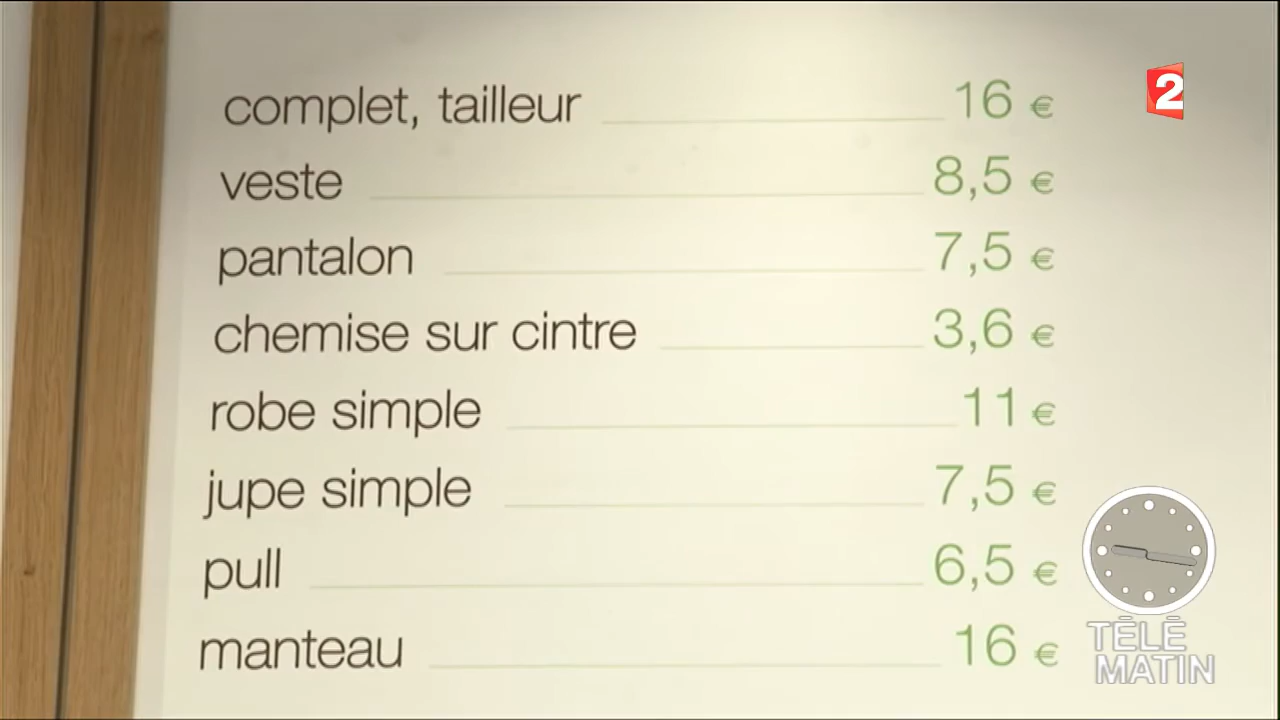 complet, tailleur 16 €
2
veste 8,5 €
pantalon 7,5 €
chemise sur cintre 3,6 €
robe simple 11 €
jupe simple 7,5 €
pull 6,5 €
manteau 16 €
TÉLÉ
MATIN